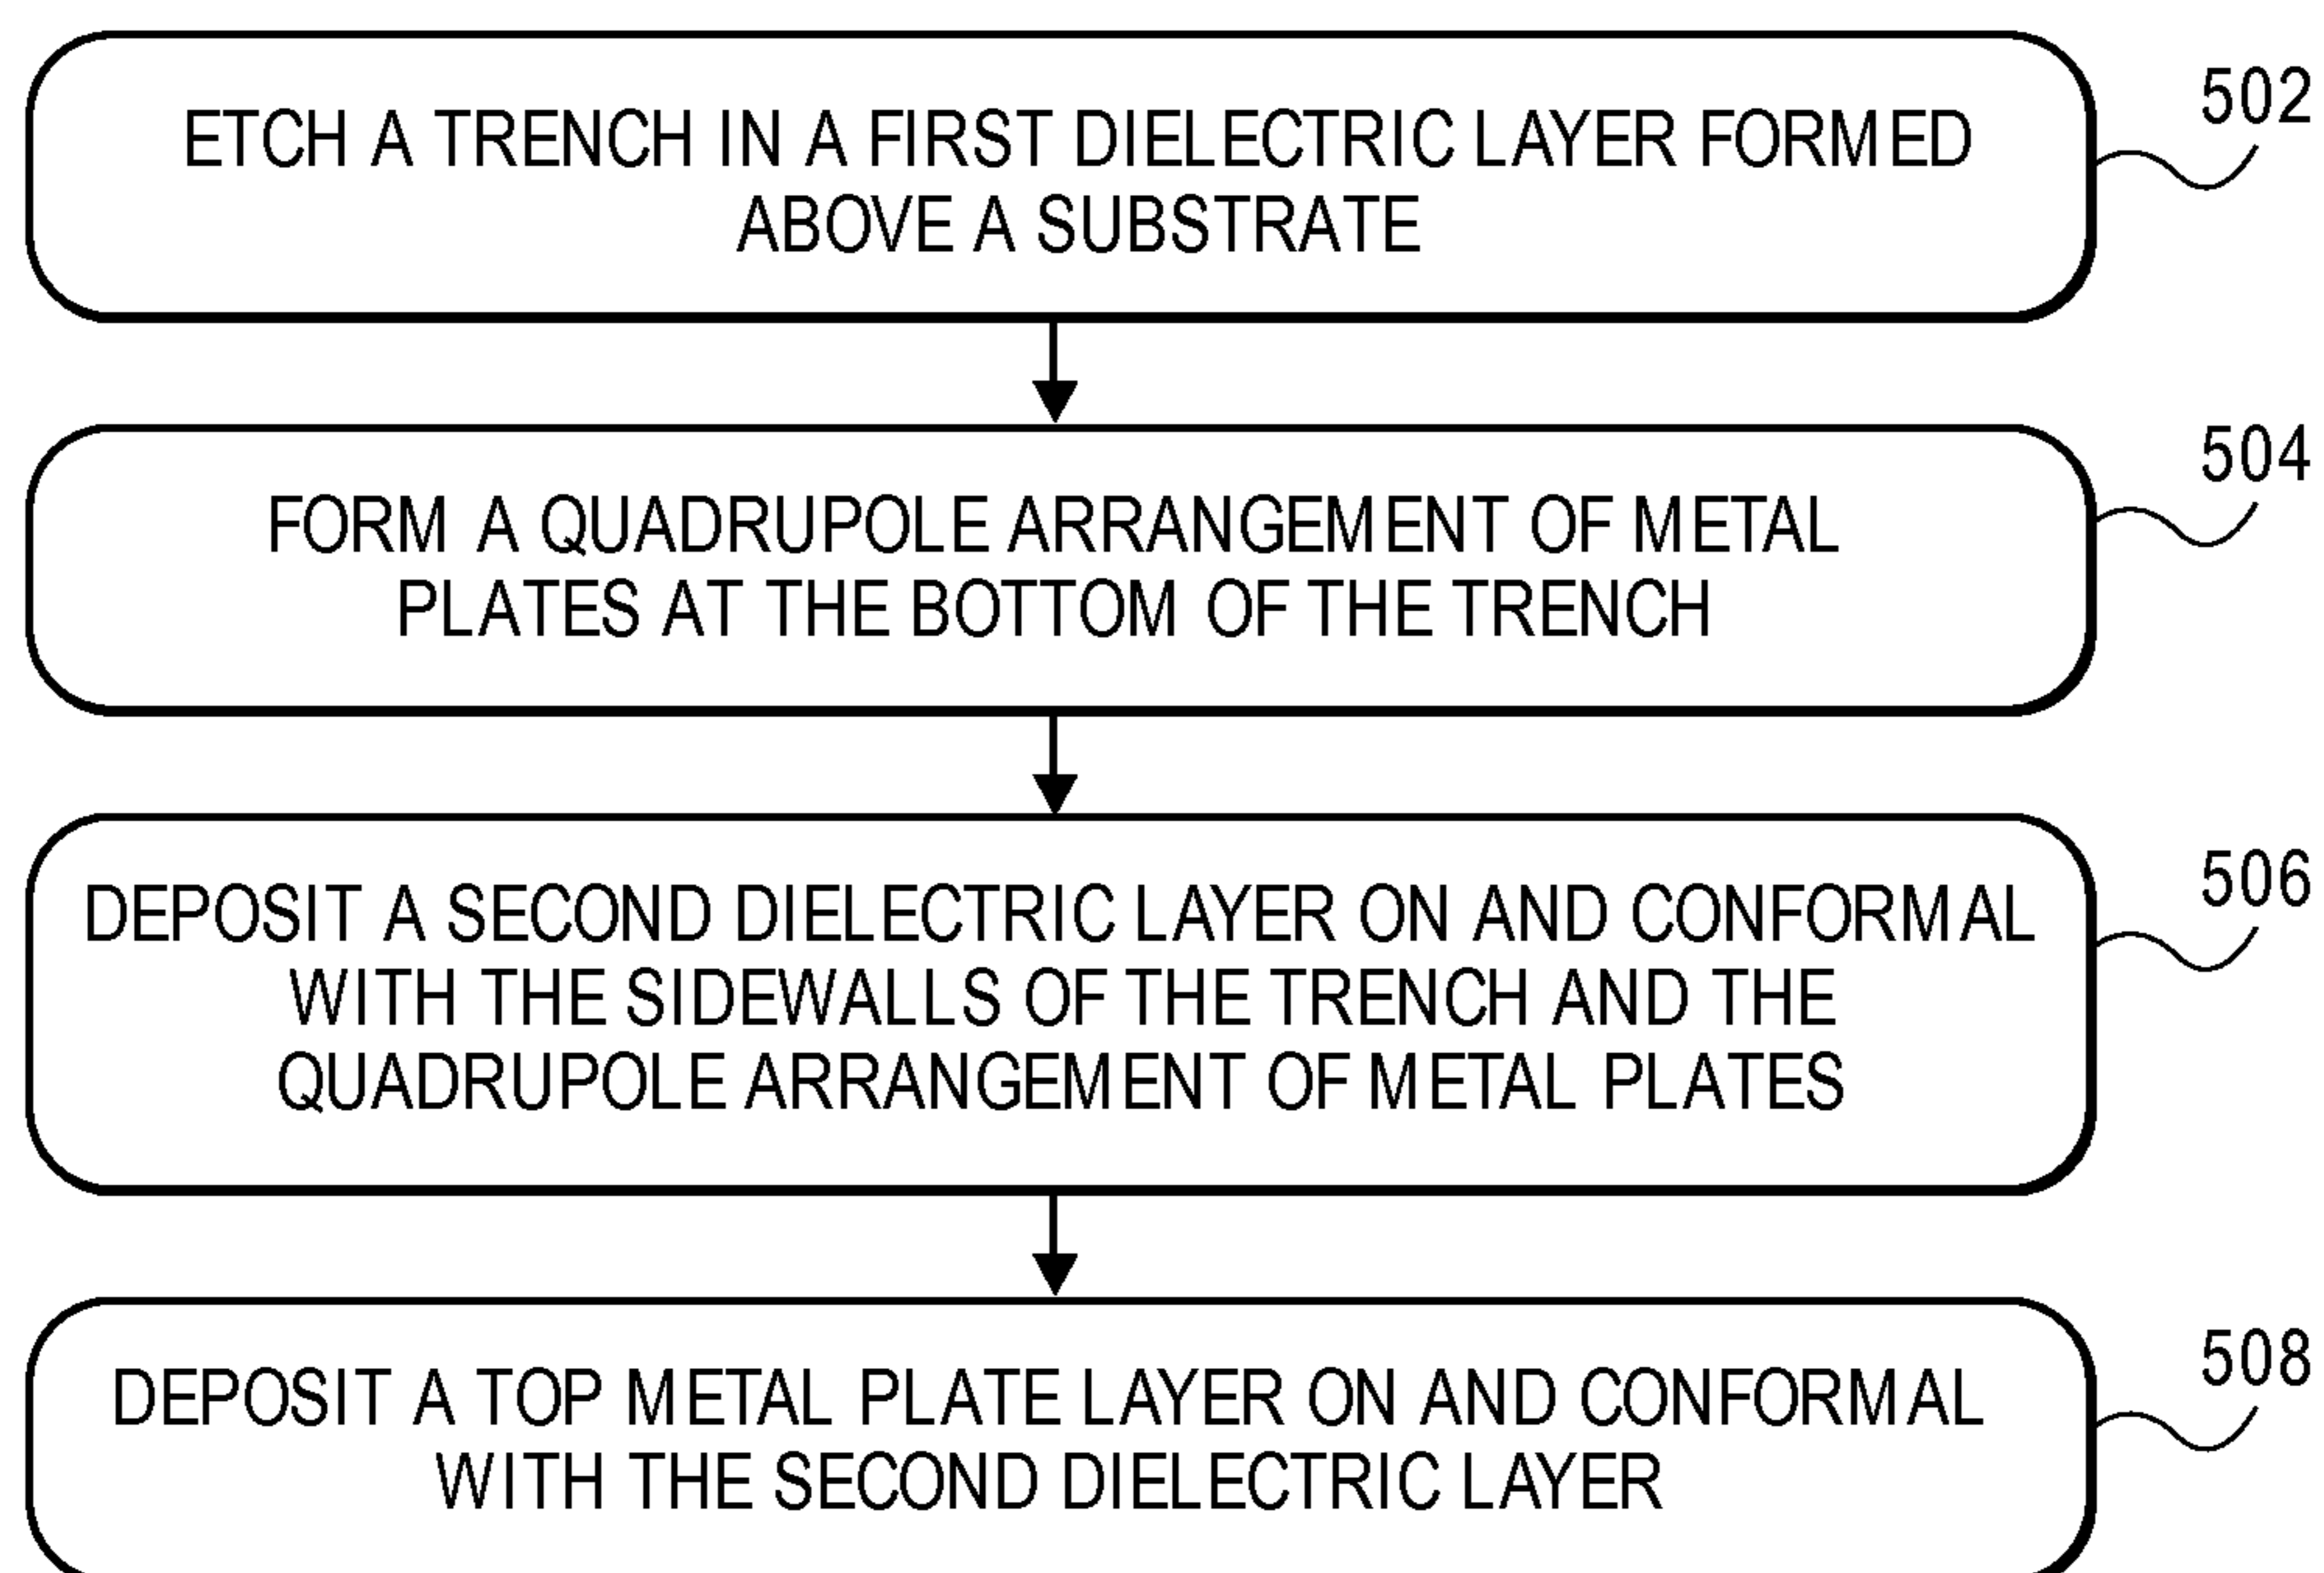 ETCH A TRENCH IN A FIRST DIELECTRIC LAYER FORMED
ABOVE A SUBSTRATE
502
FORM A QUADRUPOLE ARRANGEMENT OF METAL
PLATES AT THE BOTTOM OF THE TRENCH
504
DEPOSIT A SECOND DIELECTRIC LAYER ON AND CONFORMAL
WITH THE SIDEWALLS OF THE TRENCH AND THE
QUADRUPOLE ARRANGEMENT OF METAL PLATES
506
DEPOSIT A TOP METAL PLATE LAYER ON AND CONFORMAL
WITH THE SECOND DIELECTRIC LAYER
508